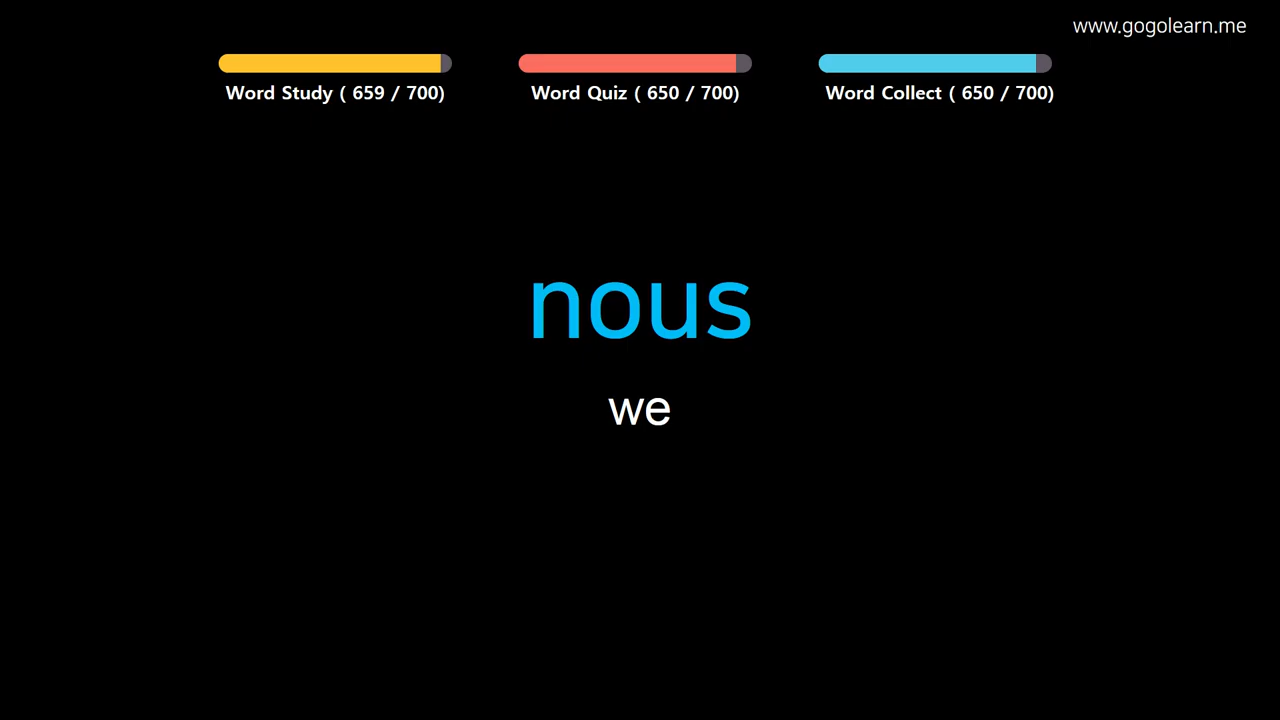 www.gogolearn.me
Word Study ( 659 / 700)
Word Quiz ( 650 / 700)
Word Collect ( 650 / 700)
nous
we